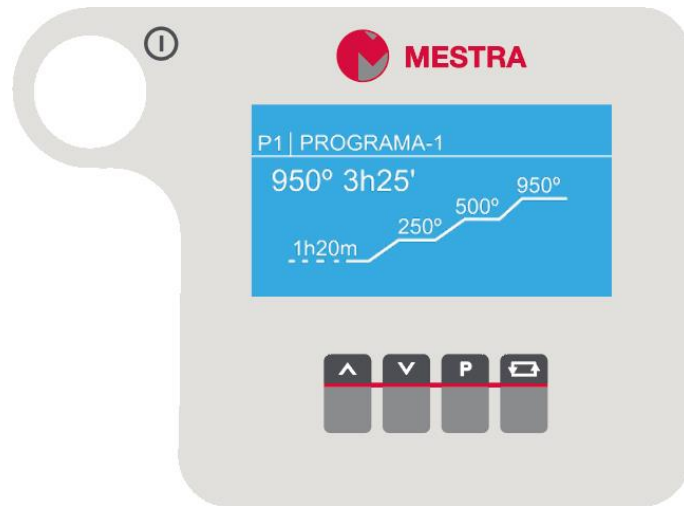 MESTRA
P1 | PROGRAMA-1
950º 3h25'
950º
500º
250º
1h20m
P